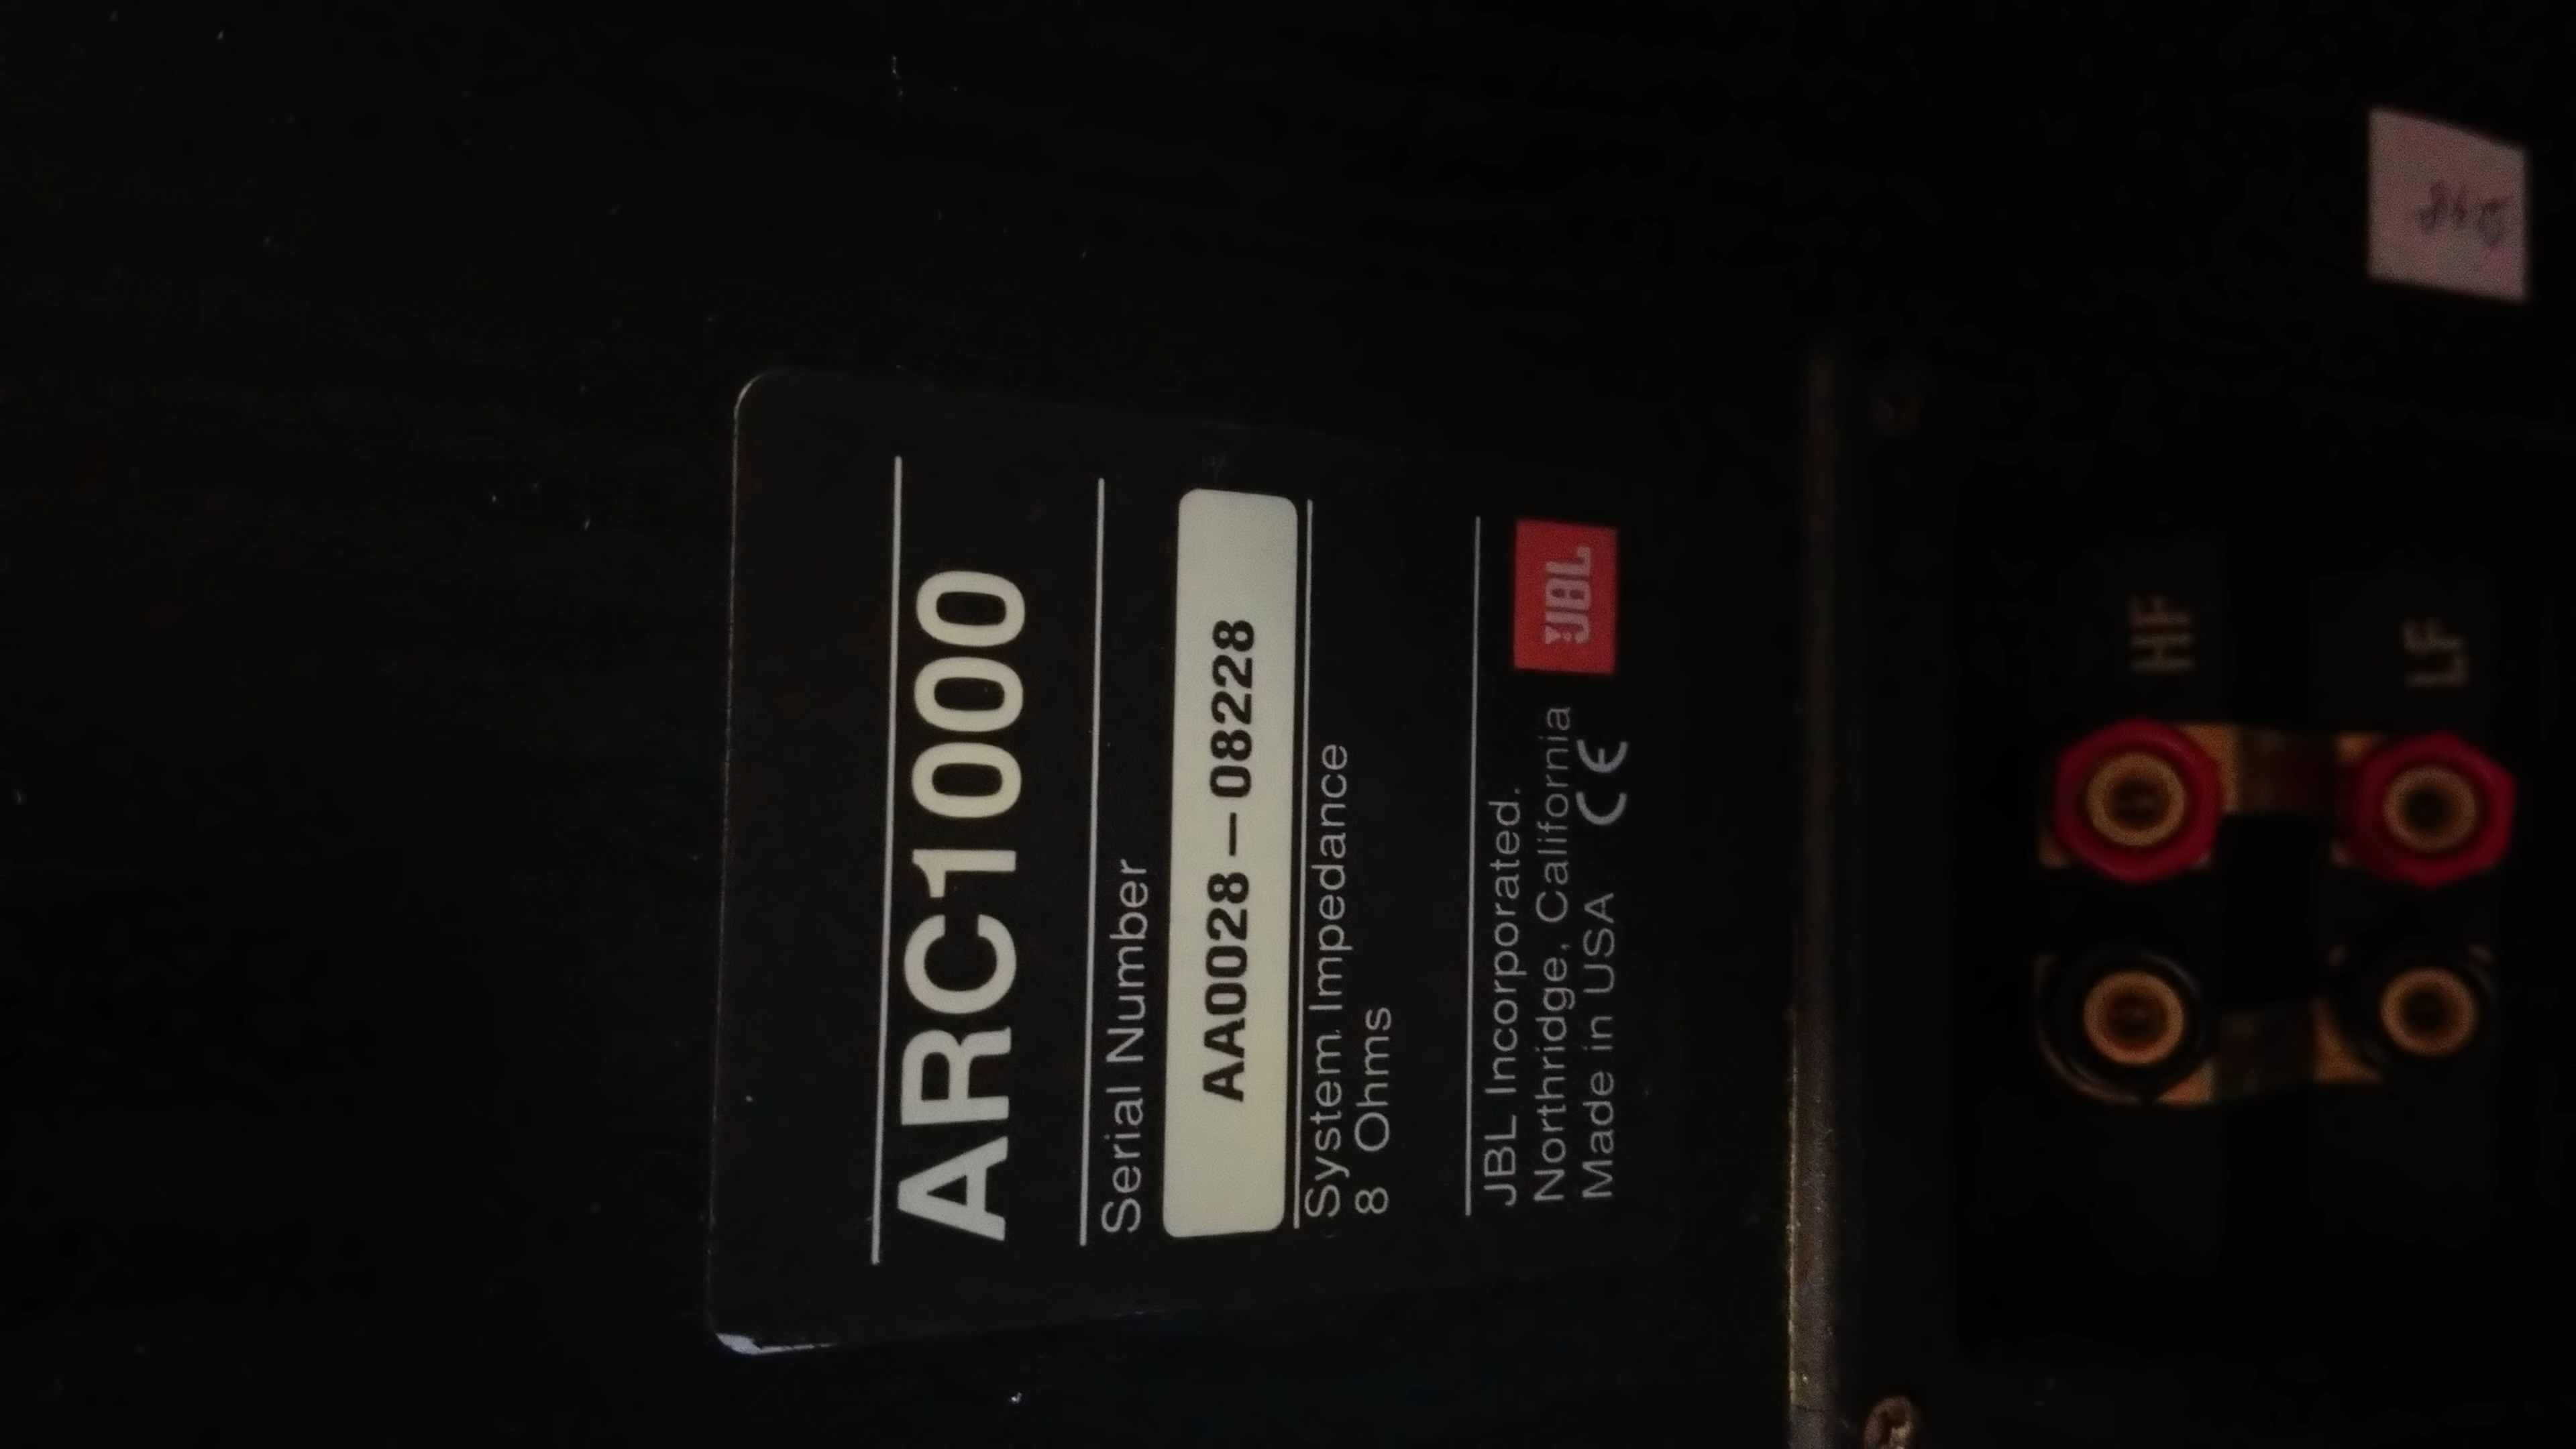 ARC1000
Serial Number
AA0028-08228
System Impedance
8 Ohms
JBL Incorporated.
Northridge, California
Made in USA CE
JBL
HF
LF